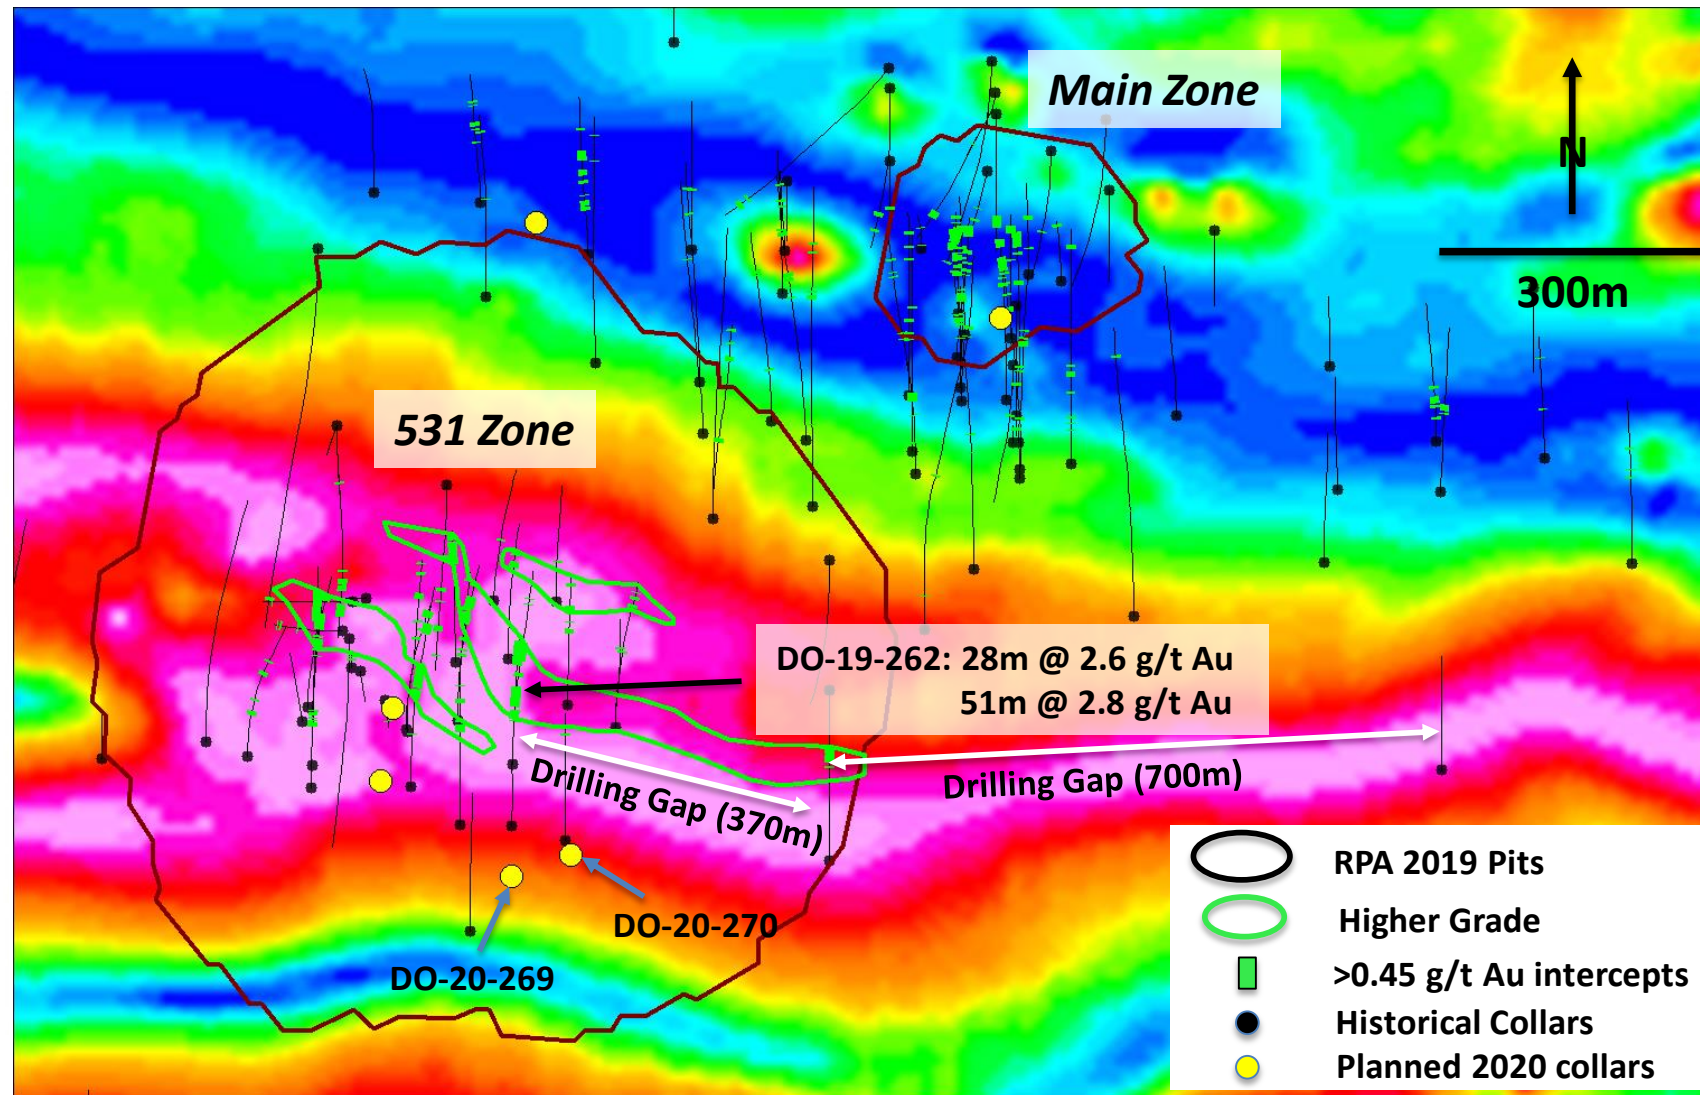 Main Zone
N
300m
531 Zone
DO-19-262: 28m @ 2.6 g/t Au
51m @ 2.8 g/t Au
Drilling Gap (370m)
Drilling Gap (700m)
DO-20-270
DO-20-269
RPA 2019 Pits
Higher Grade
>0.45 g/t Au intercepts
Historical Collars
Planned 2020 collars